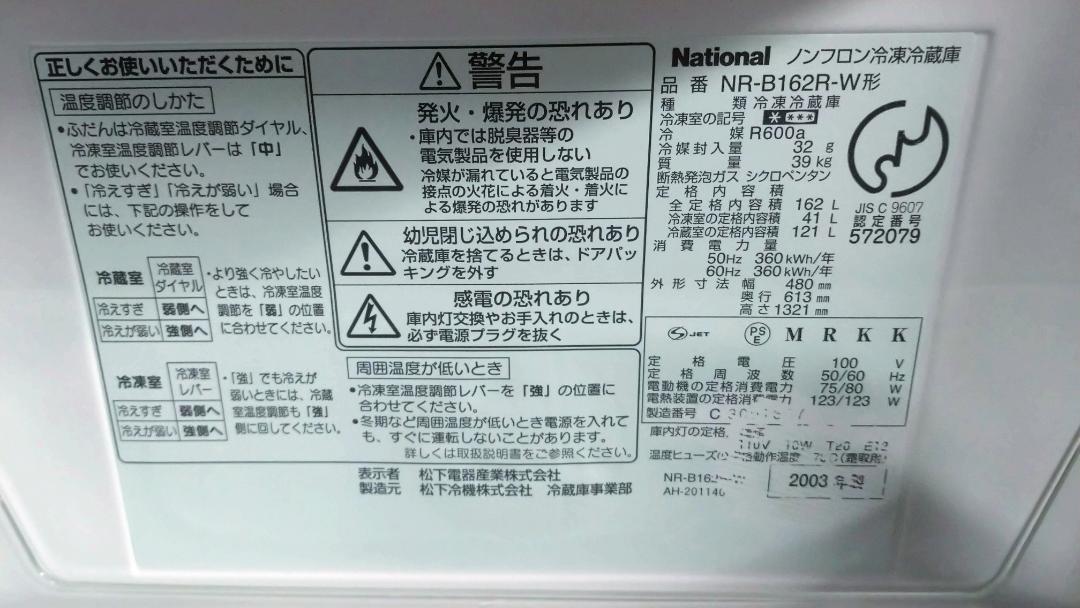 正しくお使いいただくために
温度調節のしかた
•ふだんは冷蔵室温度調節ダイヤル、
冷凍室温度調節レバーは「中」
でお使いください。
•「冷えすぎ」「冷えが弱い」場合
には、下記の操作をして
お使いください。
冷蔵室
冷蔵室
ダイヤル
冷えすぎ 弱側へ
冷えが弱い 強側へ
•より強く冷やしたい
ときは、冷凍室温度
調節を「弱」の位置
に合わせてください。
冷凍室
冷凍室
レバー
冷えすぎ 弱側へ
冷えが弱い 強側へ
•「強」でも冷えが
弱いときには、冷蔵
室温度調節も「強」
側に回してください。
警告
発火・爆発の恐れあり
・庫内では脱臭器等の
電気製品を使用しない
冷媒が漏れていると電気製品の
接点の火花による着火・着火に
よる爆発の恐れがあります
幼児閉じ込められの恐れあり
冷蔵庫を捨てるときは、ドアパッ
キングを外す
感電の恐れあり
庫内灯交換やお手入れのときは、
必ず電源プラグを抜く
周囲温度が低いとき
•冷凍室温度調節レバーを「強」の位置に
合わせてください。
•冬期など周囲温度が低いとき電源を入れて
も、すぐに運転しないことがあります。
詳しくは取扱説明書をご参照ください。
表示者 松下電器産業株式会社
製造元 松下冷機株式会社 冷蔵庫事業部
National ノンフロン冷凍冷蔵庫
品番 NR-B162R-W形
種類 冷凍冷蔵庫
冷凍室の記号 * ***
冷媒 R600a
冷媒封入量 32 g
質量 39 kg
断熱発泡ガス シクロペンタン
定格内容積
全定格内容積 162 L
冷凍室の定格内容積 41 L
冷蔵室の定格内容積 121 L
消費電力量
50Hz 360 kWh/年
60Hz 360 kWh/年
外形寸法 幅 480 mm
奥行 613 mm
高さ 1321 mm
JIS C 9607
認定番号
572079
S JET PSE M R K K
定格電圧 100 V
定格周波数 50/60 Hz
電動機の定格消費電力 75/80 W
電熱装置の定格消費電力 123/123 W
製造番号 C
庫内灯の定格
110V 10W T20 E12
温度ヒューズの 動作温度 (霜取用)
NR-B162
AH-201140
2003 年製